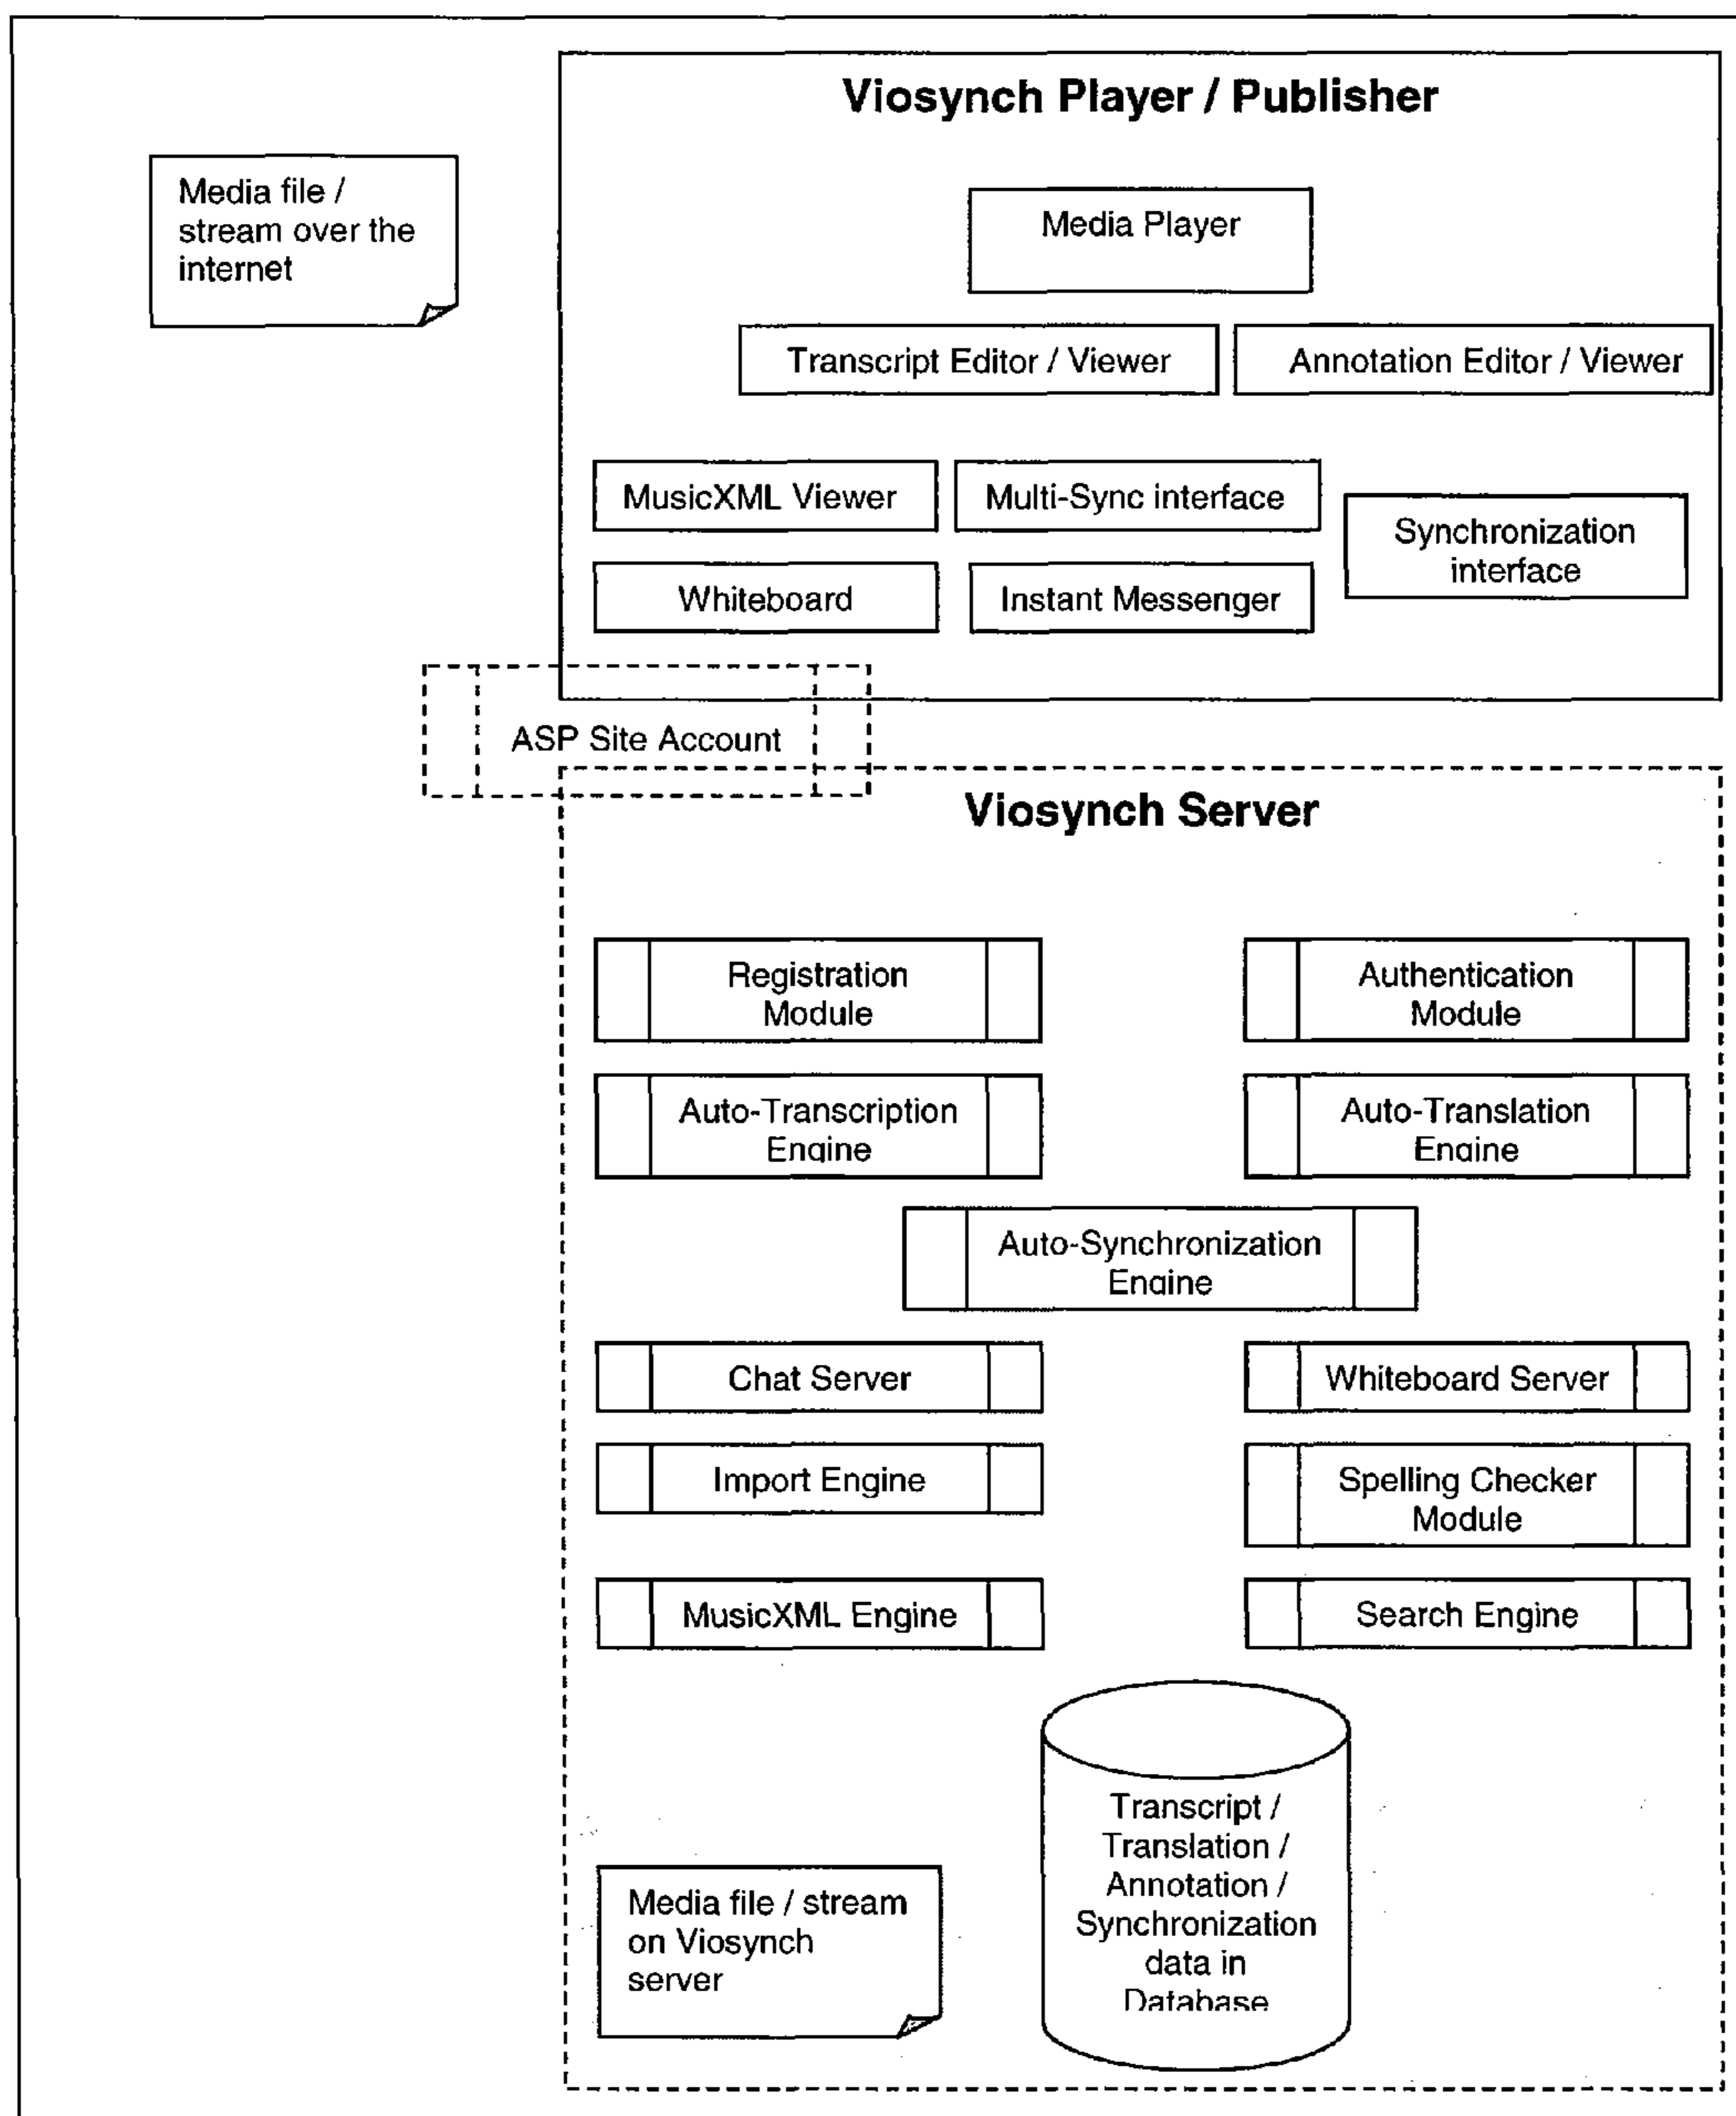 Viosynch Player / Publisher
Media file /
stream over the
internet
Media Player
Transcript Editor / Viewer
Annotation Editor / Viewer
MusicXML Viewer
Multi-Sync interface
Synchronization
interface
Whiteboard
Instant Messenger
ASP Site Account
Viosynch Server
Registration
Module
Authentication
Module
Auto-Transcription
Engine
Auto-Translation
Engine
Auto-Synchronization
Engine
Chat Server
Whiteboard Server
Import Engine
Spelling Checker
Module
MusicXML Engine
Search Engine
Transcript /
Translation /
Annotation /
Synchronization
data in
Database
Media file / stream
on Viosynch
server